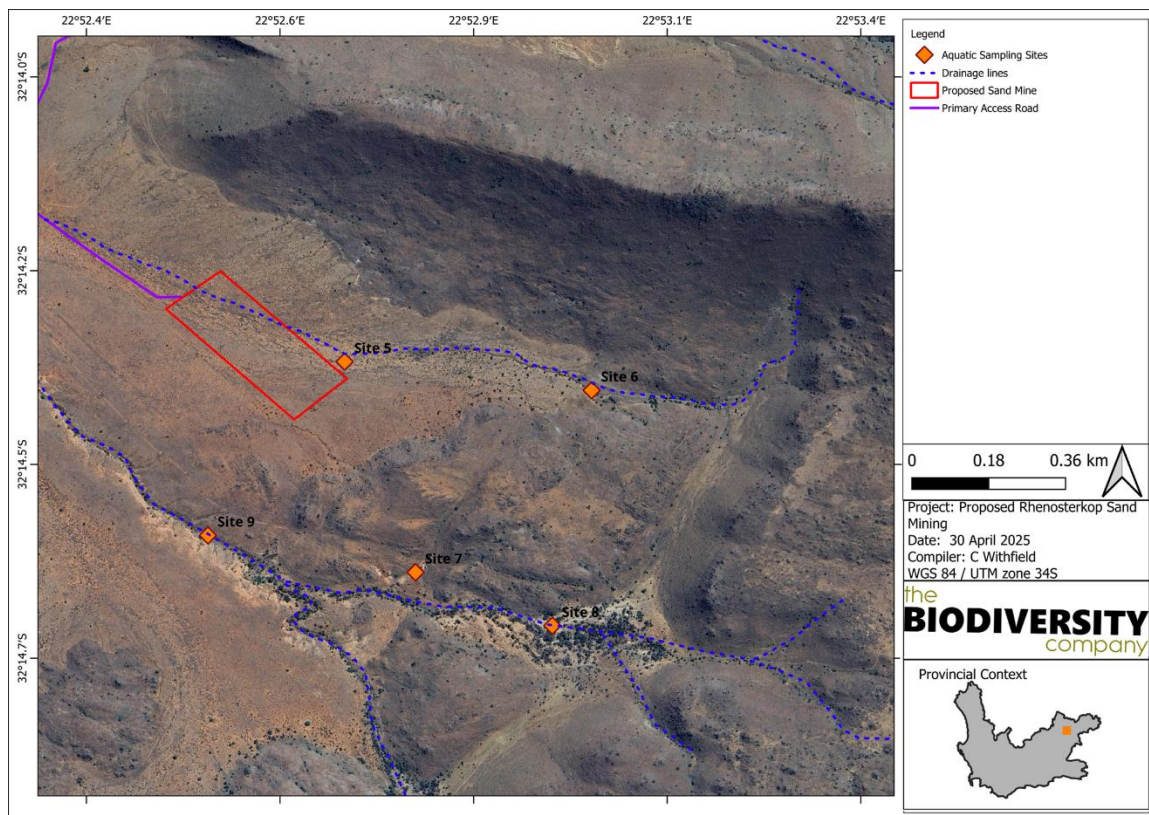 22°52.4'E
22°52.6'E
22°52.9'E
22°53.1'E
22°53.4'E
32°14.0'S
32°14.2'S
32°14.5'S
32°14.7'S
Site 5
Site 6
Site 9
Site 7
Site 8
Legend
Aquatic Sampling Sites
Drainage lines
Proposed Sand Mine
Primary Access Road
0 0.18 0.36 km
Project: Proposed Rhenosterkop Sand
Mining
Date: 30 April 2025
Compiler: C Withfield
WGS 84 / UTM zone 34S
the
BIODIVERSITY
company
Provincial Context